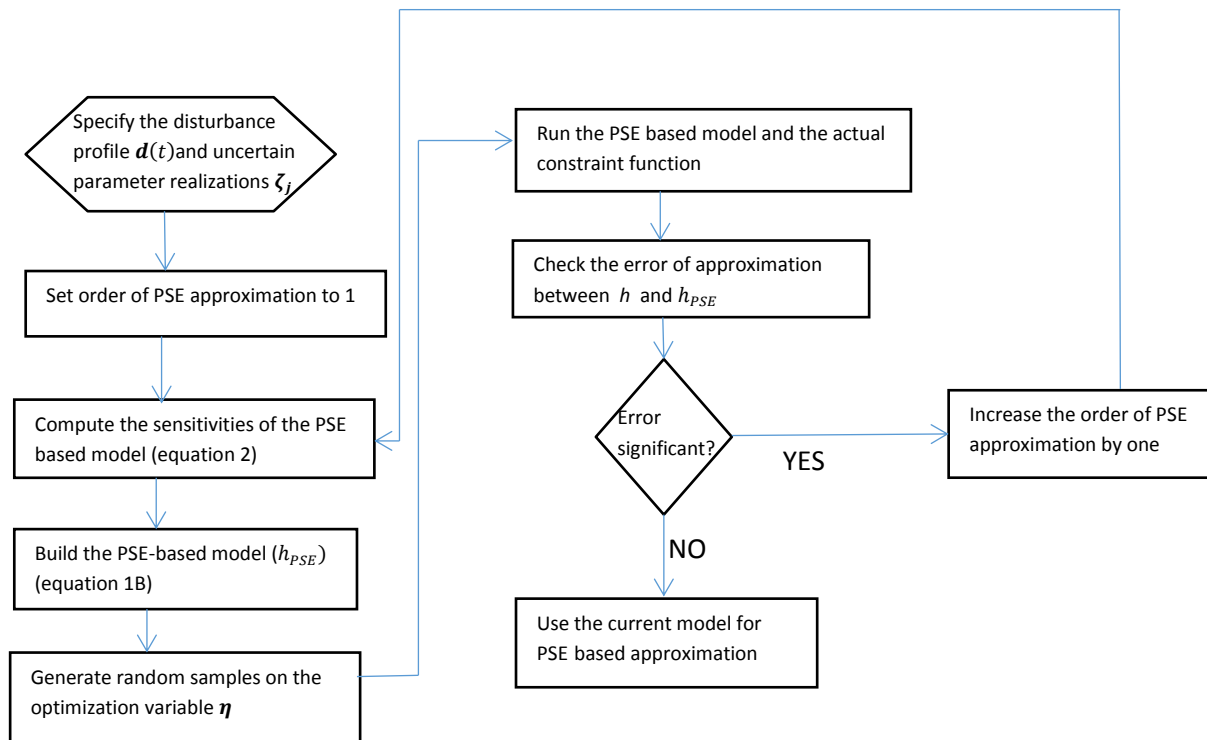 Specify the disturbance
profile 𝒅(𝑡)and uncertain
parameter realizations 𝜻𝒋
Set order of PSE approximation to 1
Compute the sensitivities of the PSE
based model (equation 2)
Build the PSE-based model (ℎ𝑃𝑆𝐸)
(equation 1B)
Generate random samples on the
optimization variable 𝜼
Run the PSE based model and the actual
constraint function
Check the error of approximation
between ℎ and ℎ𝑃𝑆𝐸
Error
significant?
YES
NO
Increase the order of PSE
approximation by one
Use the current model for
PSE based approximation